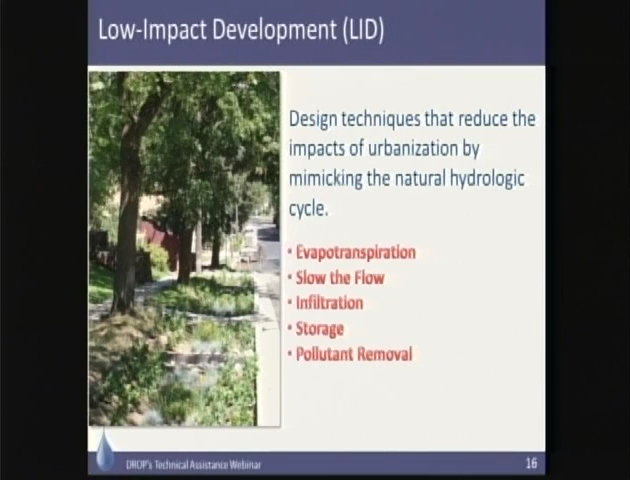 Low-Impact Development (LID)
Design techniques that reduce the
impacts of urbanization by
mimicking the natural hydrologic
cycle.
• Evapotranspiration
• Slow the Flow
• Infiltration
• Storage
• Pollutant Removal
DROP's Technical Assistance Webinar
16